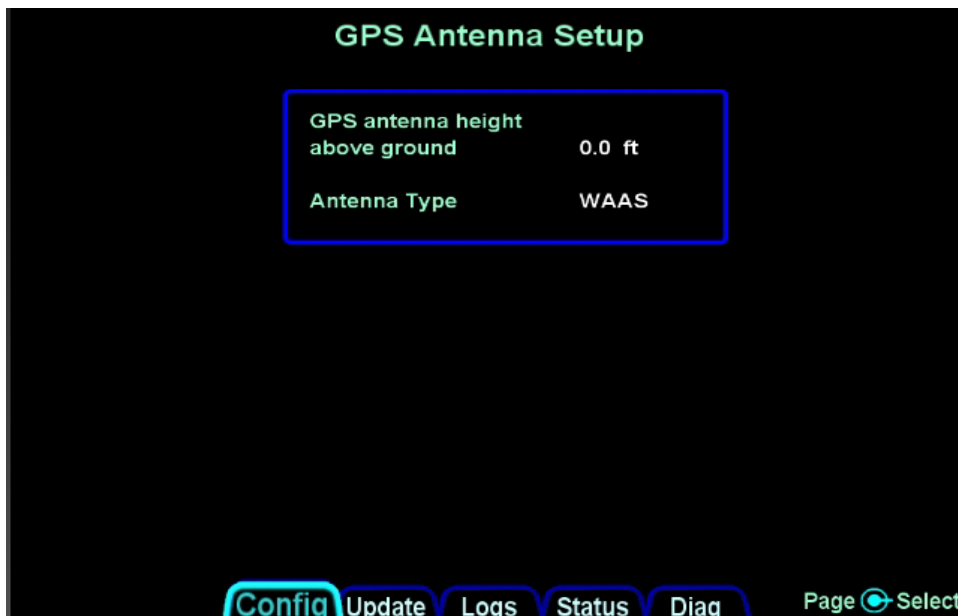 GPS Antenna Setup
GPS antenna height
above ground 0.0 ft
Antenna Type WAAS
Config Update Logs Status Diag Page Select